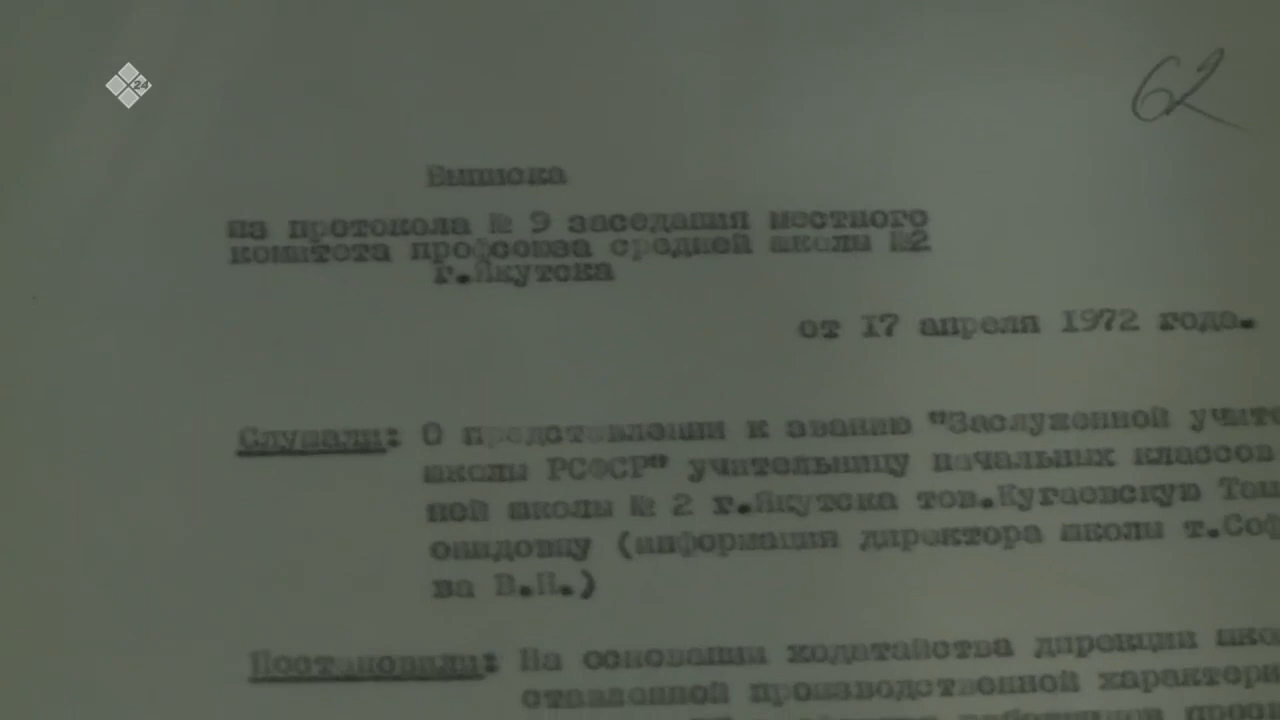 24
62
Выписка
из протокола № 9 заседания местного
комитета профсоюза средней школы №2
г.Якутска
от 17 апреля 1972 года.
Слушали: О представлении к званию "Заслуженной учите
школы РСФСР" учительницу начальных классов
ной школы № 2 г.Якутска тов.Кугаевскую
(информация директора школы т.Соф
ва В.П.)
Постановили: На основании ходатайства дирекции шко
ставленной производственной характери